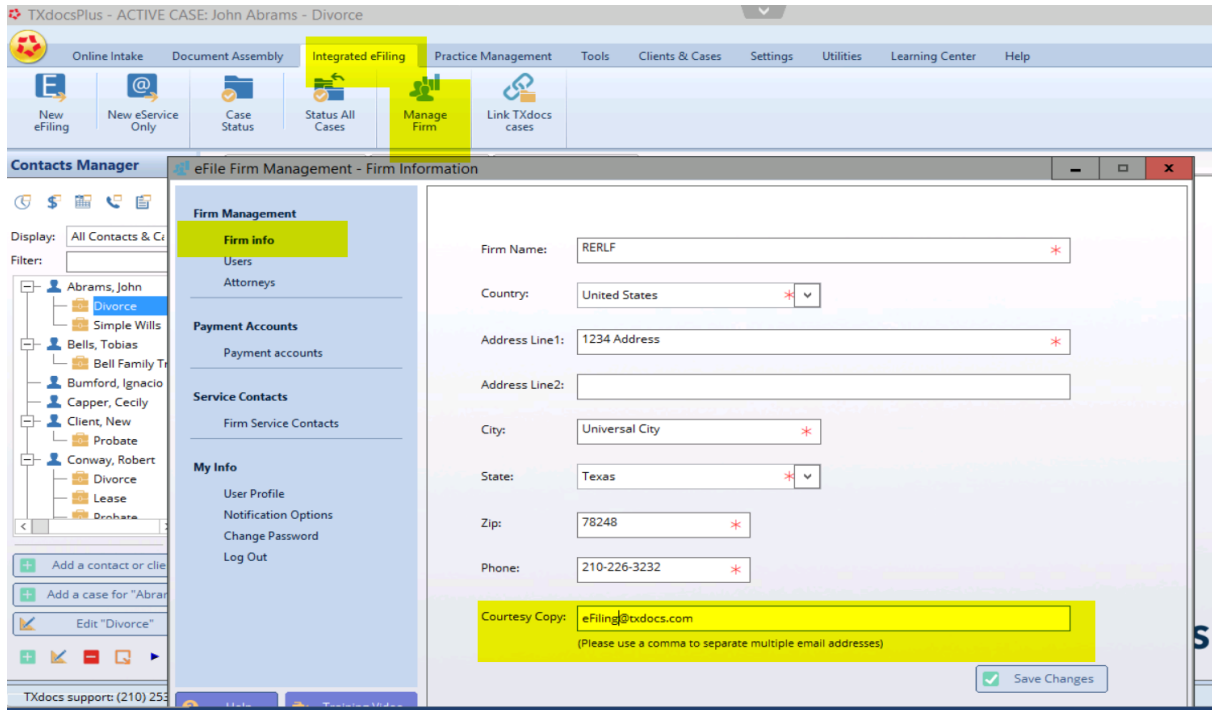 TXdocsPlus - ACTIVE CASE: John Abrams - Divorce
Online Intake Document Assembly Integrated eFiling Practice Management Tools Clients & Cases Settings Utilities Learning Center Help
New eFiling
New eService Only
Case Status
Status All Cases
Manage Firm
Link TXdocs cases
Contacts Manager
Display: All Contacts & Ca
Filter:
Abrams, John
Divorce
Simple Wills
Bells, Tobias
Bell Family Tr
Bumford, Ignacio
Capper, Cecily
Client, New
Probate
Conway, Robert
Divorce
Lease
Probate
Add a contact or clie
Add a case for "Abrar
Edit "Divorce"
TXdocs support: (210) 253
eFile Firm Management - Firm Information
Firm Management
Firm info
Users
Attorneys
Payment Accounts
Payment accounts
Service Contacts
Firm Service Contacts
My Info
User Profile
Notification Options
Change Password
Log Out
Help Training Video
Firm Name: RERLF *
Country: United States *
Address Line1: 1234 Address *
Address Line2:
City: Universal City *
State: Texas *
Zip: 78248 *
Phone: 210-226-3232 *
Courtesy Copy: eFiling@txdocs.com
(Please use a comma to separate multiple email addresses)
Save Changes